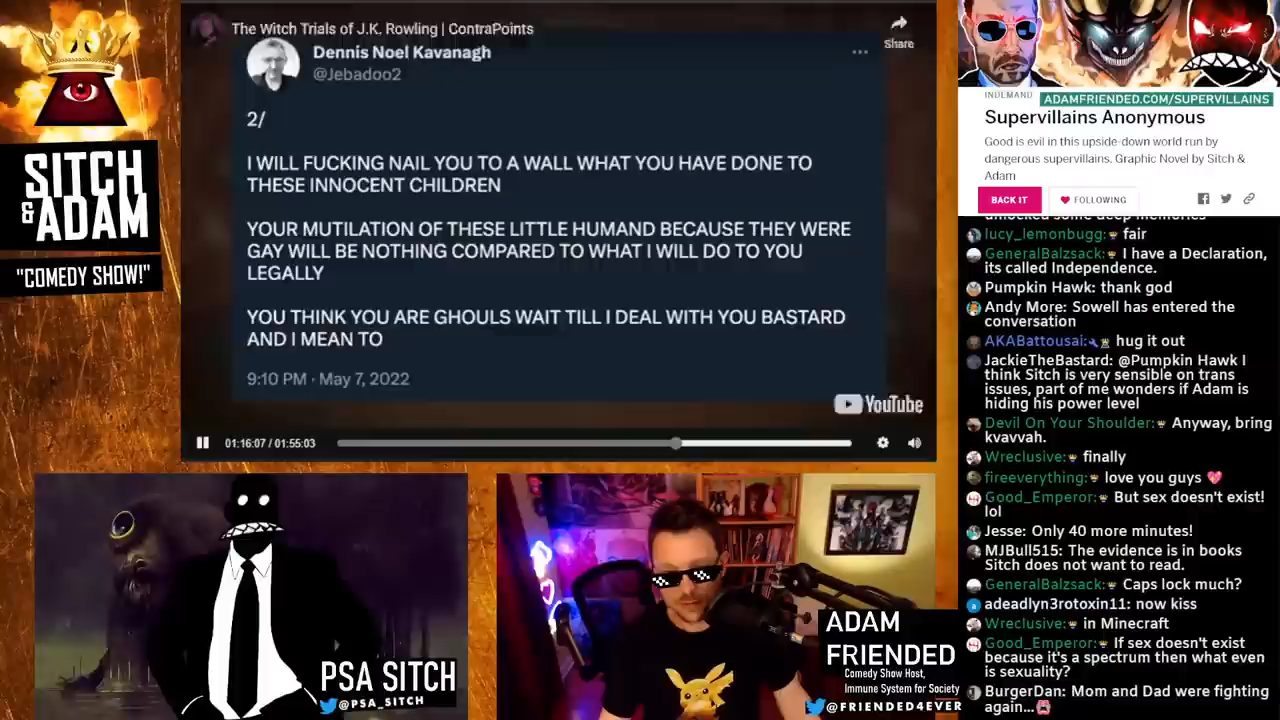 The Witch Trials of J.K. Rowling | ContraPoints
Share
Dennis Noel Kavanagh
@Jebadoo2
2/
I WILL FUCKING NAIL YOU TO A WALL WHAT YOU HAVE DONE TO
THESE INNOCENT CHILDREN
YOUR MUTILATION OF THESE LITTLE HUMAND BECAUSE THEY WERE
GAY WILL BE NOTHING COMPARED TO WHAT I WILL DO TO YOU
LEGALLY
YOU THINK YOU ARE GHOULS WAIT TILL I DEAL WITH YOU BASTARD
AND I MEAN TO
9:10 PM · May 7, 2022
YouTube
01:16:07 / 01:55:03
SITCH
& ADAM
"COMEDY SHOW!"
INDEMAND
ADAMFRIENDED.COM/SUPERVILLAINS
Supervillains Anonymous
Good is evil in this upside-down world run by
dangerous supervillains. Graphic Novel by Sitch &
Adam
BACK IT
FOLLOWING
lucy_lemonbugg: fair
GeneralBalzsack: I have a Declaration,
its called Independence.
Pumpkin Hawk: thank god
Andy More: Sowell has entered the
conversation
AKABattousai: hug it out
JackieTheBastard: @Pumpkin Hawk I
think Sitch is very sensible on trans
issues, part of me wonders if Adam is
hiding his power level
Devil On Your Shoulder: Anyway, bring
kvavvah.
Wreclusive: finally
fireeverything: love you guys
Good_Emperor: But sex doesn't exist!
lol
Jesse: Only 40 more minutes!
MJBull515: The evidence is in books
Sitch does not want to read.
GeneralBalzsack: Caps lock much?
adeadlyn3rotoxin11: now kiss
Wreclusive: in Minecraft
Good_Emperor: If sex doesn't exist
because it's a spectrum then what even
is sexuality?
BurgerDan: Mom and Dad were fighting
again...
PSA SITCH
@PSA_SITCH
ADAM
FRIENDED
Comedy Show Host,
Immune System for Society
@FRIENDED4EVER